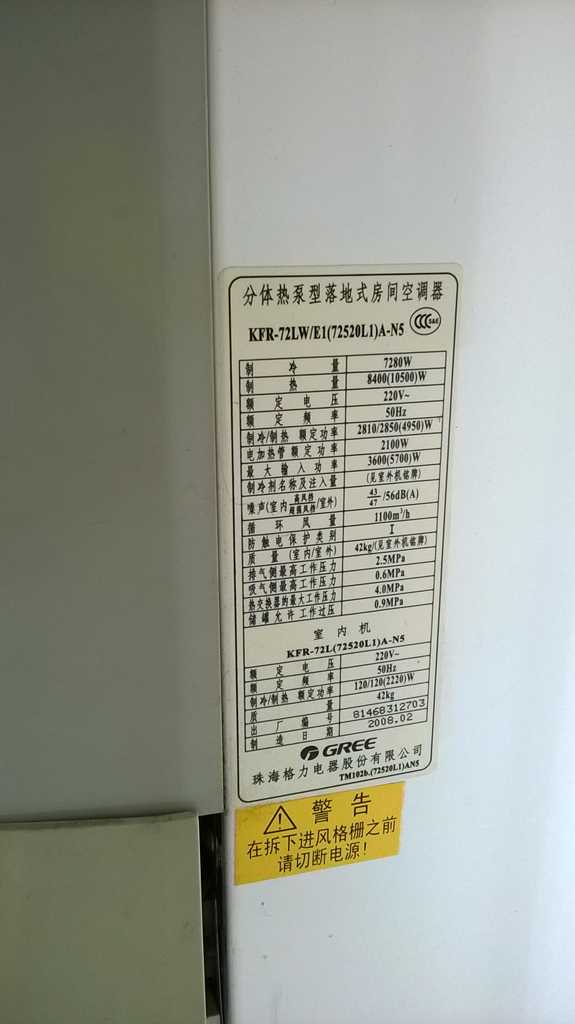 分体热泵型落地式房间空调器
KFR-72LW/E1(72520L1)A-N5 CCC S&E
制冷量 7280W
制热量 8400(10500)W
额定电压 220V~
额定频率 50Hz
制冷/制热 额定功率 2810/2850(4950)W
电加热管 额定功率 2100W
最大输入功率 3600(5700)W
制冷剂名称及注入量 (见室外机铭牌)
噪声(室内 高风档/超强风档 /室外) 43/47 /56dB(A)
循环风量 1100m³/h
防触电保护类别 I
质量(室内/室外) 42kg/(见室外机铭牌)
排气侧最高工作压力 2.5MPa
吸气侧最高工作压力 0.6MPa
热交换器的最大工作压力 4.0MPa
储罐允许工作过压 0.9MPa
室内机
KFR-72L(72520L1)A-N5
额定电压 220V~
额定频率 50Hz
制冷/制热 额定功率 120/120(2220)W
质量 42kg
出厂编号 81468312703
制造日期 2008.02
GREE
珠海格力电器股份有限公司
TM102b.(72520L1)AN5
警告
在拆下进风格栅之前
请切断电源!